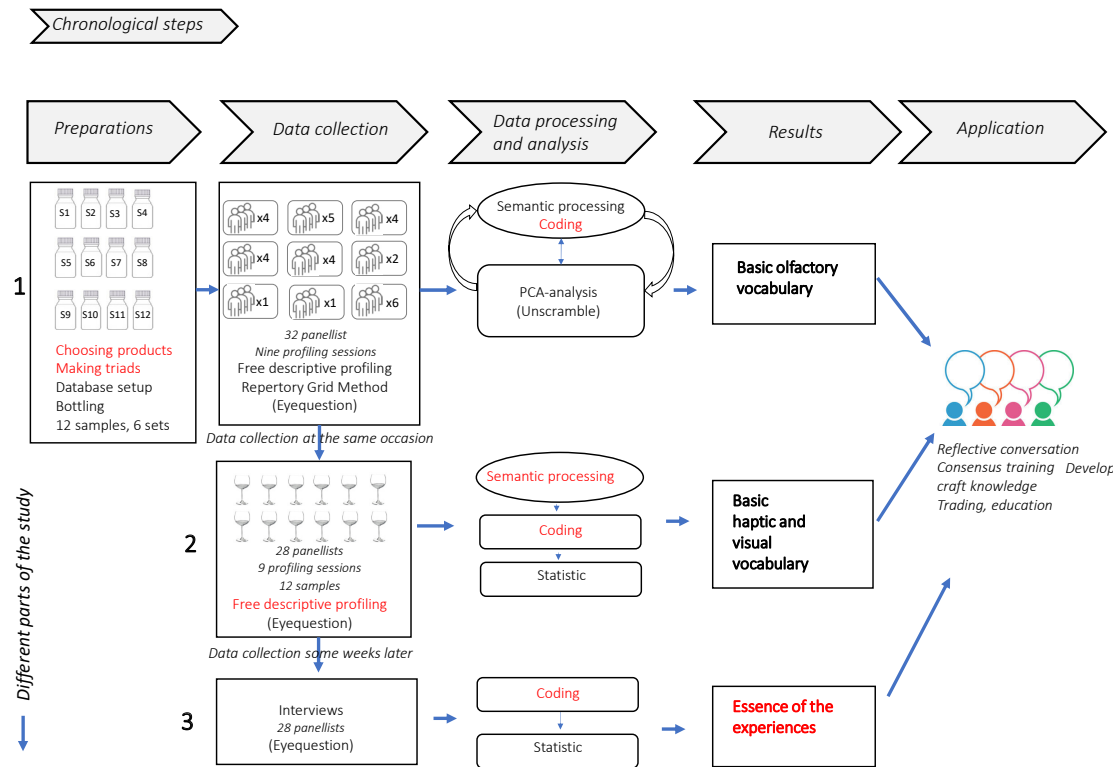 Chronological steps
Preparations
Data collection
Data processing
and analysis
Results
Application
1
S1 S2 S3 S4
S5 S6 S7 S8
S9 S10 S11 S12
Choosing products
Making triads
Database setup
Bottling
12 samples, 6 sets
x4 x5 x4
x4 x4 x2
x1 x1 x6
32 panellist
Nine profiling sessions
Free descriptive profiling
Repertory Grid Method
(Eyequestion)
Semantic processing
Coding
PCA-analysis
(Unscramble)
Basic olfactory
vocabulary
Data collection at the same occasion
2
28 panellists
9 profiling sessions
12 samples
Free descriptive profiling
(Eyequestion)
Semantic processing
Coding
Statistic
Basic
haptic and
visual
vocabulary
Reflective conversation
Consensus training Develop
craft knowledge
Trading, education
Data collection some weeks later
3
Interviews
28 panellists
(Eyequestion)
Coding
Statistic
Essence of the
experiences
Different parts of the study